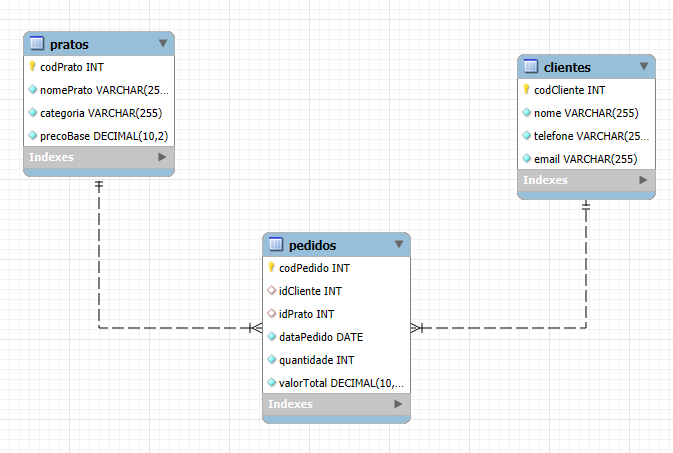 pratos
codPrato INT
nomePrato VARCHAR(25...
categoria VARCHAR(255)
precoBase DECIMAL(10,2)
Indexes
clientes
codCliente INT
nome VARCHAR(255)
telefone VARCHAR(25...
email VARCHAR(255)
Indexes
pedidos
codPedido INT
idCliente INT
idPrato INT
dataPedido DATE
quantidade INT
valorTotal DECIMAL(10,...
Indexes